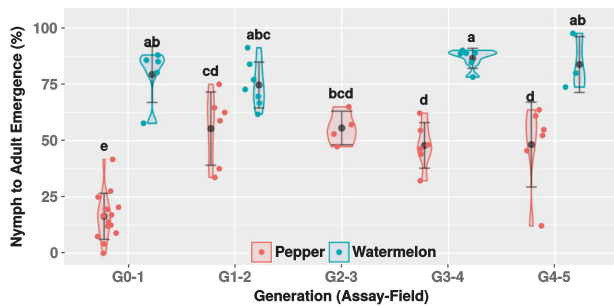 Nymph to Adult Emergence (%)
100
75
50
25
0
e
ab
cd
abc
bcd
d
a
d
ab
Pepper
Watermelon
G0-1
G1-2
G2-3
G3-4
G4-5
Generation (Assay-Field)